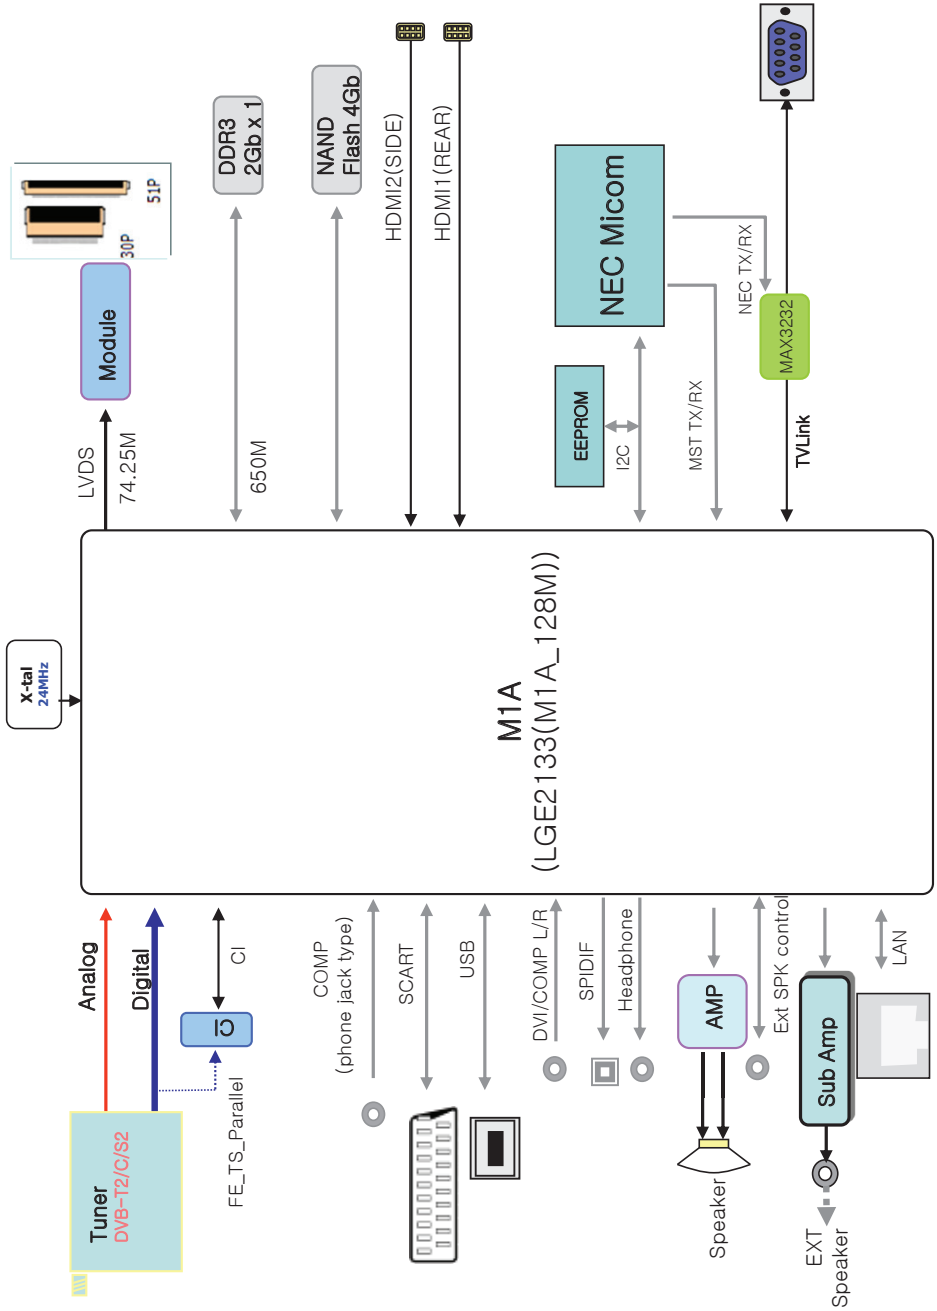 X-tal
24MHz
M1A
(LGE2133(M1A_128M))
Tuner
DVB-T2/C/S2
Analog
Digital
FE_TS_Parallel
CI
CI
COMP
(phone jack type)
SCART
USB
DVI/COMP L/R
SPIDIF
Headphone
AMP
Speaker
Ext SPK control
Sub Amp
EXT
Speaker
LAN
LVDS
74.25M
Module
30P
51P
DDR3
2Gb x 1
650M
NAND
Flash 4Gb
HDMI2(SIDE)
HDMI1(REAR)
EEPROM
I2C
NEC Micom
MST TX/RX
NEC TX/RX
MAX3232
TVLink